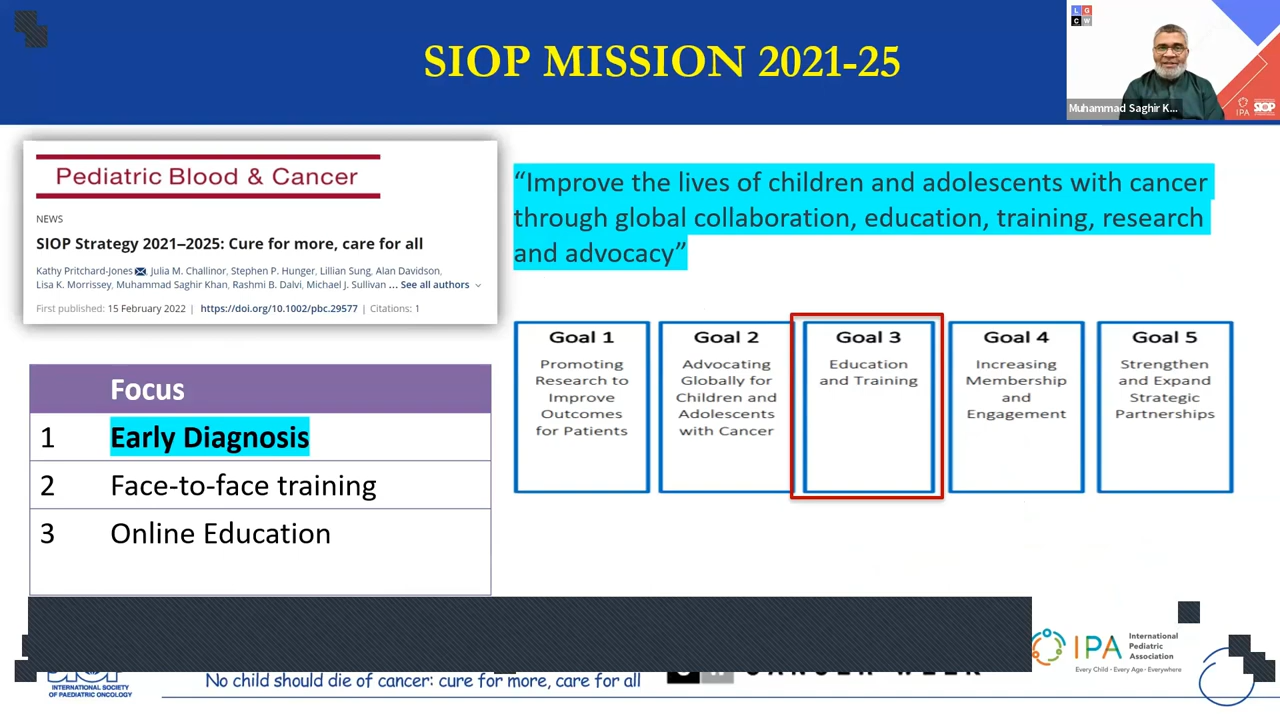 SIOP MISSION 2021-25
L G
C W
Muhammad Saghir K...
IPA SIOP
Pediatric Blood & Cancer
NEWS
SIOP Strategy 2021–2025: Cure for more, care for all
Kathy Pritchard-Jones, Julia M. Challinor, Stephen P. Hunger, Lillian Sung, Alan Davidson,
Lisa K. Morrissey, Muhammad Saghir Khan, Rashmi B. Dalvi, Michael J. Sullivan ... See all authors
First published: 15 February 2022 | https://doi.org/10.1002/pbc.29577 | Citations: 1
“Improve the lives of children and adolescents with cancer
through global collaboration, education, training, research
and advocacy”
Goal 1
Promoting
Research to
Improve
Outcomes
for Patients
Goal 2
Advocating
Globally for
Children and
Adolescents
with Cancer
Goal 3
Education
and Training
Goal 4
Increasing
Membership
and
Engagement
Goal 5
Strengthen
and Expand
Strategic
Partnerships
Focus
1 Early Diagnosis
2 Face-to-face training
3 Online Education
INTERNATIONAL SOCIETY
OF PAEDIATRIC ONCOLOGY
No child should die of cancer: cure for more, care for all
IPA
International
Pediatric
Association
Every Child - Every Age - Everywhere